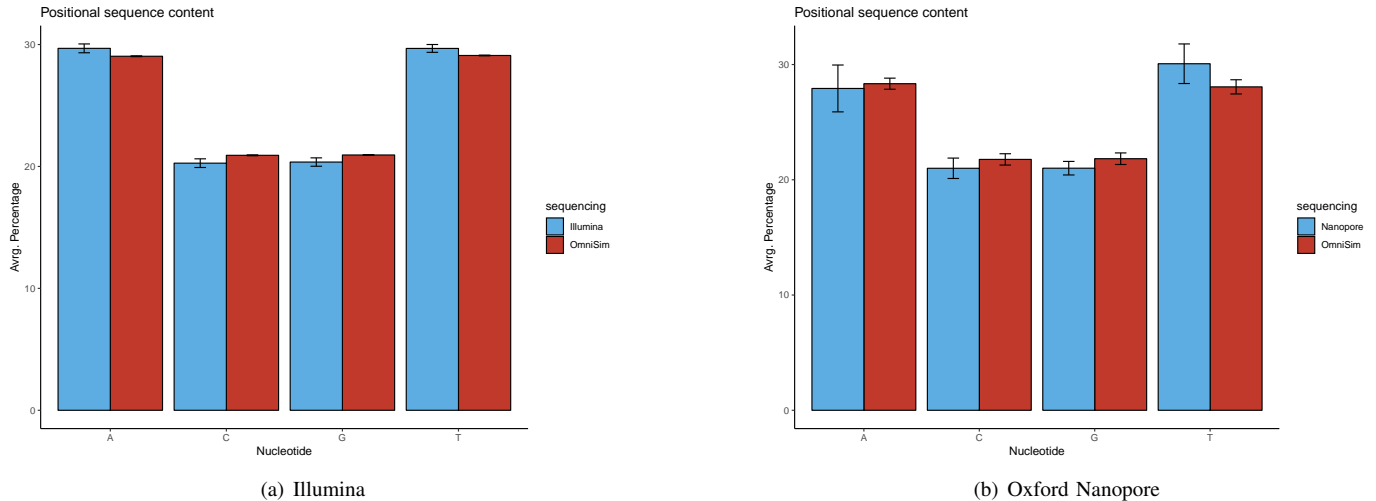 Positional sequence content
30
20
10
0
Avrg. Percentage
A C G T
Nucleotide
sequencing
Illumina
OmniSim
(a) Illumina
Positional sequence content
30
20
10
0
Avrg. Percentage
A C G T
Nucleotide
sequencing
Nanopore
OmniSim
(b) Oxford Nanopore